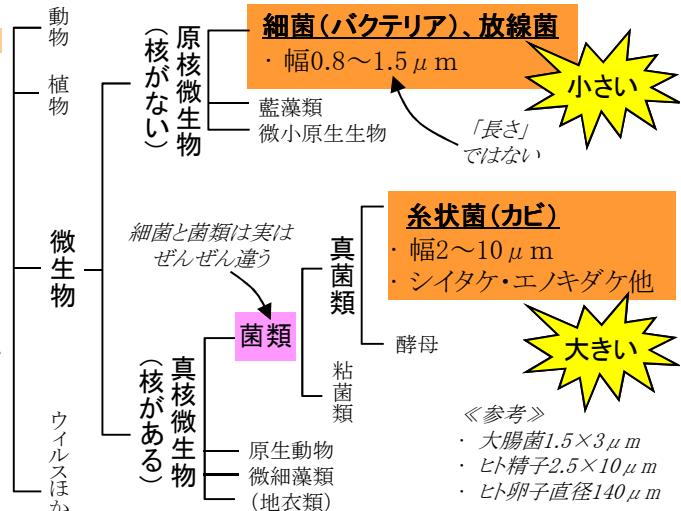 動物
植物
微生物
ウイルスほか
原核微生物
(核がない)
細菌(バクテリア)、放線菌
・幅0.8～1.5μm
小さい
藍藻類
微小原生生物
「長さ」
ではない
細菌と菌類は実は
ぜんぜん違う
真核微生物
(核がある)
菌類
真菌類
糸状菌(カビ)
・幅2～10μm
・シイタケ・エノキダケ他
大きい
酵母
粘菌類
原生動物
微細藻類
(地衣類)
≪参考≫
・大腸菌1.5×3μm
・ヒト精子2.5×10μm
・ヒト卵子直径140μm